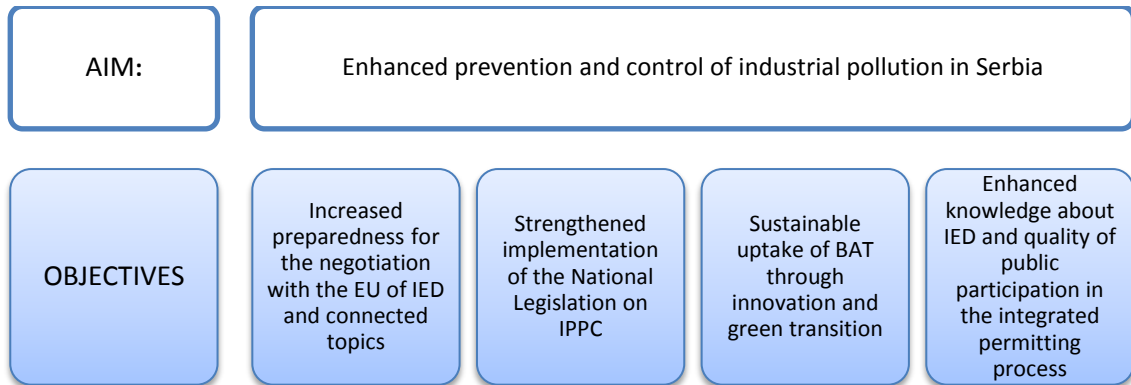 AIM:
Enhanced prevention and control of industrial pollution in Serbia
OBJECTIVES
Increased
preparedness for
the negotiation
with the EU of IED
and connected
topics
Strengthened
implementation
of the National
Legislation on
IPPC
Sustainable
uptake of BAT
through
innovation and
green transition
Enhanced
knowledge about
IED and quality of
public
participation in
the integrated
permitting
process